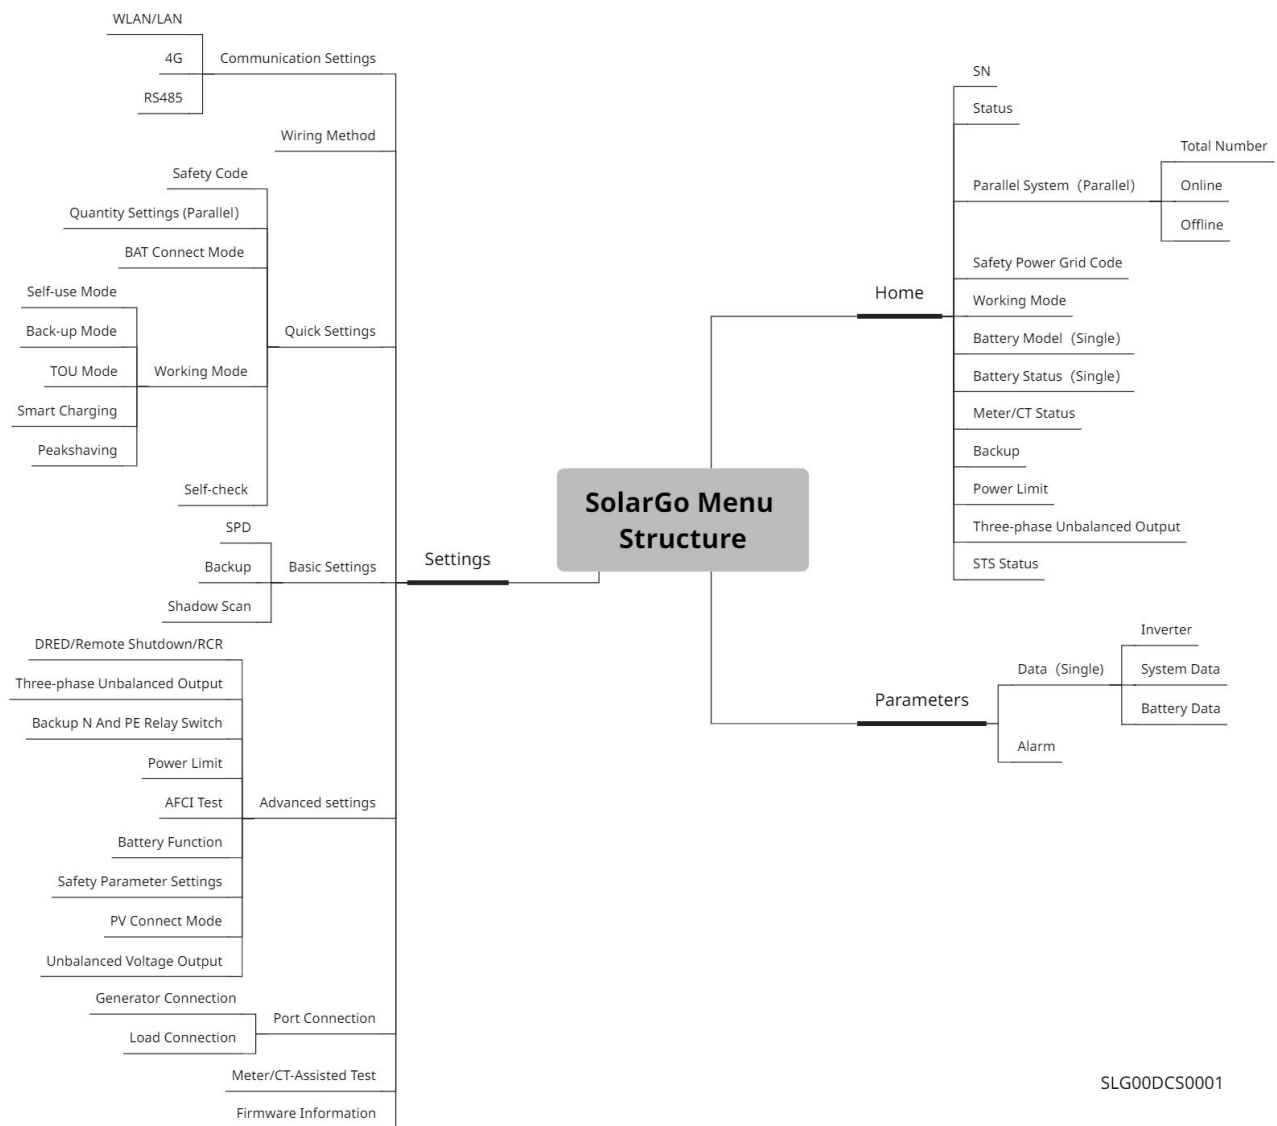 WLAN/LAN
4G
RS485
Communication Settings
Wiring Method
Safety Code
Quantity Settings (Parallel)
BAT Connect Mode
Self-use Mode
Back-up Mode
TOU Mode
Smart Charging
Peakshaving
Working Mode
Self-check
Quick Settings
SPD
Backup
Shadow Scan
Basic Settings
DRED/Remote Shutdown/RCR
Three-phase Unbalanced Output
Backup N And PE Relay Switch
Power Limit
AFCI Test
Battery Function
Safety Parameter Settings
PV Connect Mode
Unbalanced Voltage Output
Advanced settings
Generator Connection
Load Connection
Port Connection
Meter/CT-Assisted Test
Firmware Information
Settings
SolarGo Menu
Structure
Home
SN
Status
Parallel System（Parallel）
Total Number
Online
Offline
Safety Power Grid Code
Working Mode
Battery Model（Single）
Battery Status（Single）
Meter/CT Status
Backup
Power Limit
Three-phase Unbalanced Output
STS Status
Parameters
Data（Single）
Inverter
System Data
Battery Data
Alarm
SLG00DCS0001